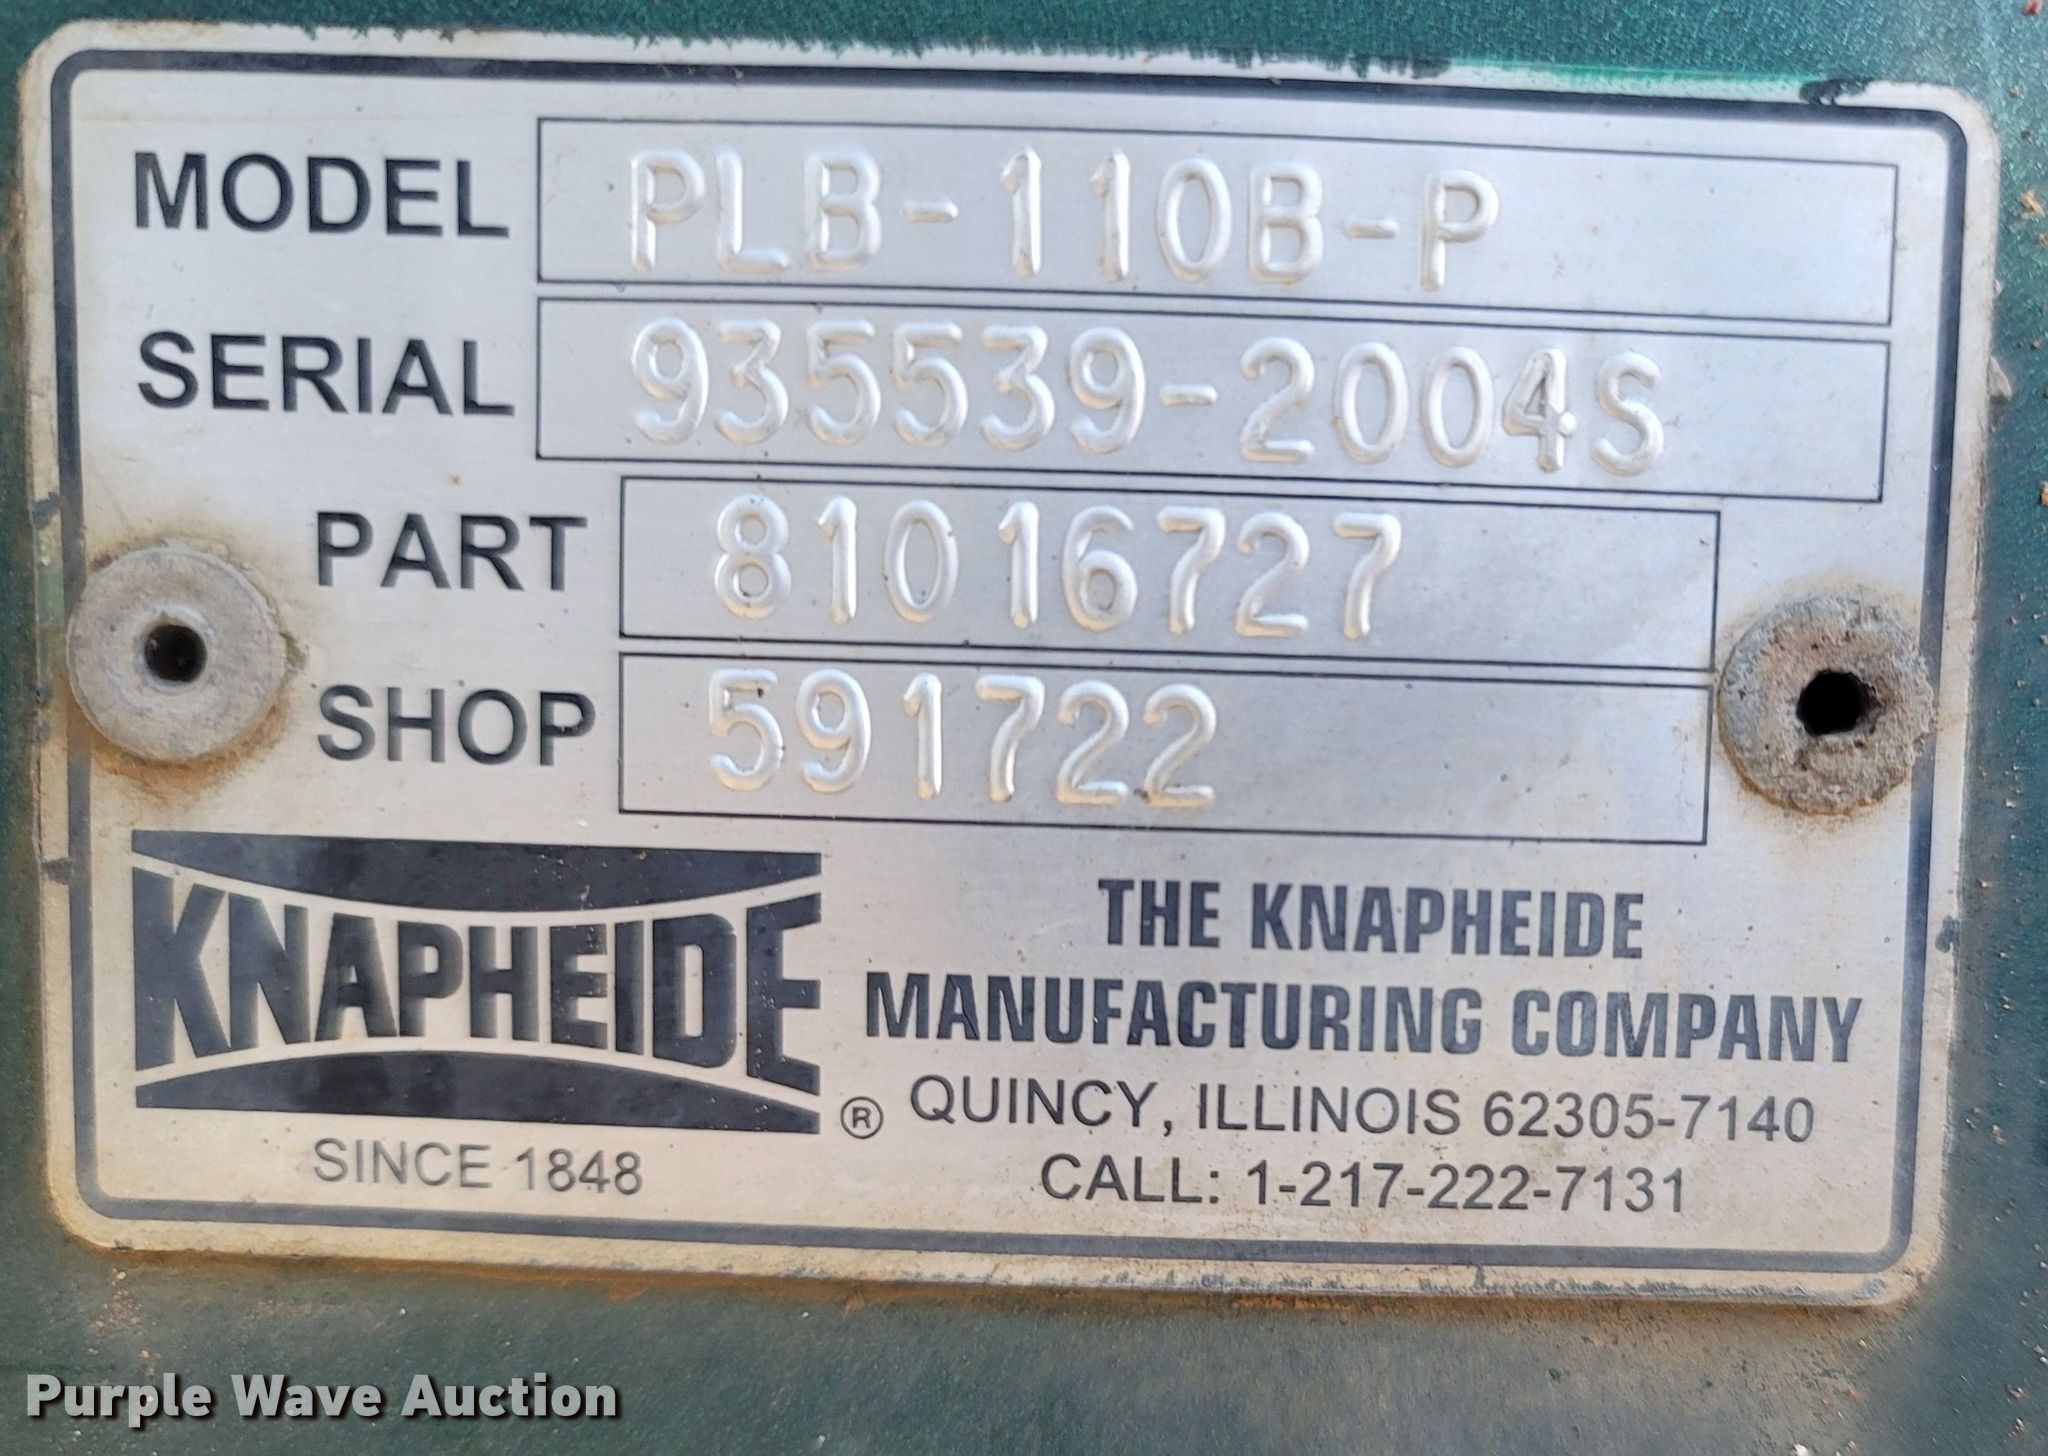 MODEL PLB-110B-P
SERIAL 935539-2004S
PART 81016727
SHOP 591722
KNAPHEIDE ®
SINCE 1848
THE KNAPHEIDE
MANUFACTURING COMPANY
QUINCY, ILLINOIS 62305-7140
CALL: 1-217-222-7131
Purple Wave Auction